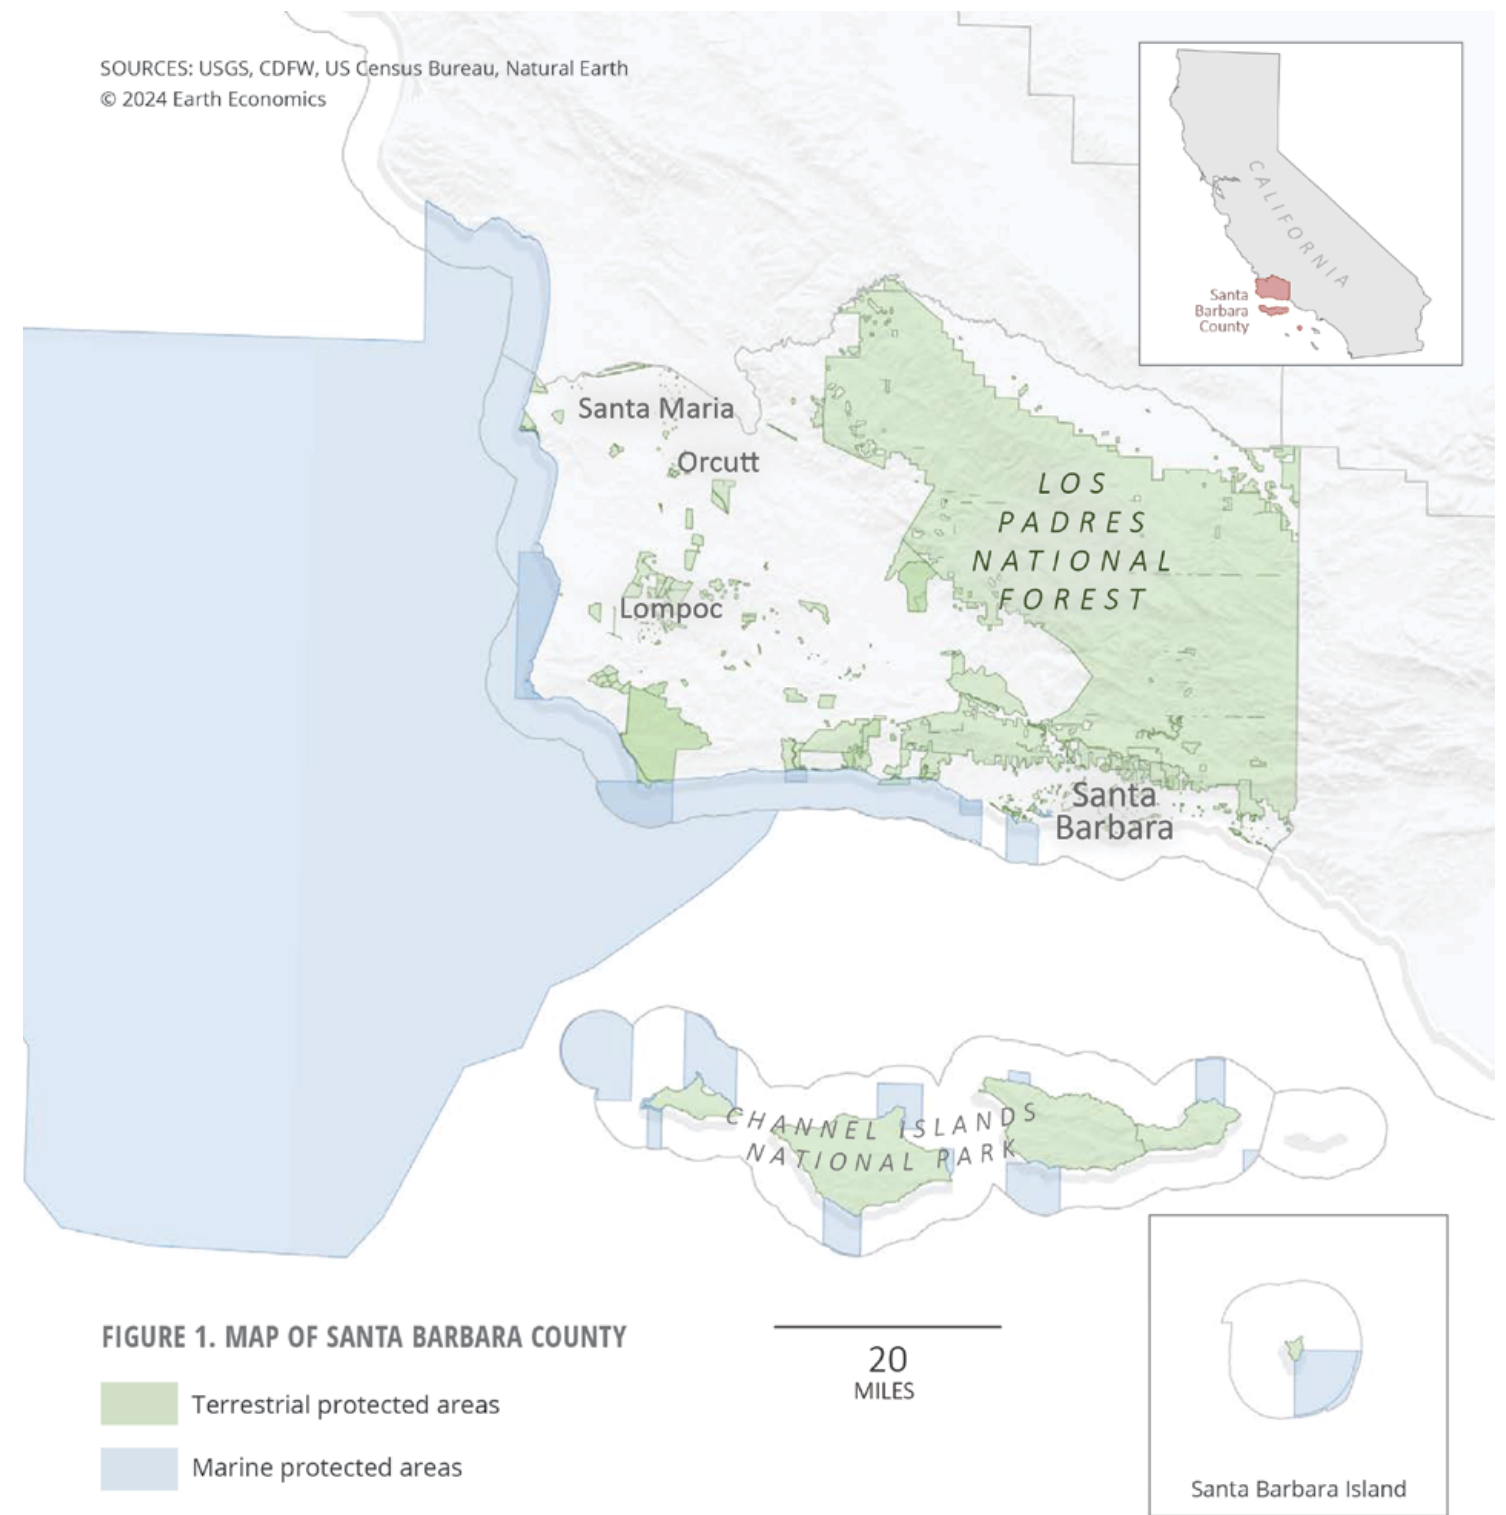 SOURCES: USGS, CDFW, US Census Bureau, Natural Earth
© 2024 Earth Economics
CALIFORNIA
Santa
Barbara
County
Santa Maria
Orcutt
LOS
PADRES
NATIONAL
FOREST
Lompoc
Santa
Barbara
CHANNEL ISLANDS
NATIONAL PARK
FIGURE 1. MAP OF SANTA BARBARA COUNTY
Terrestrial protected areas
Marine protected areas
20
MILES
Santa Barbara Island